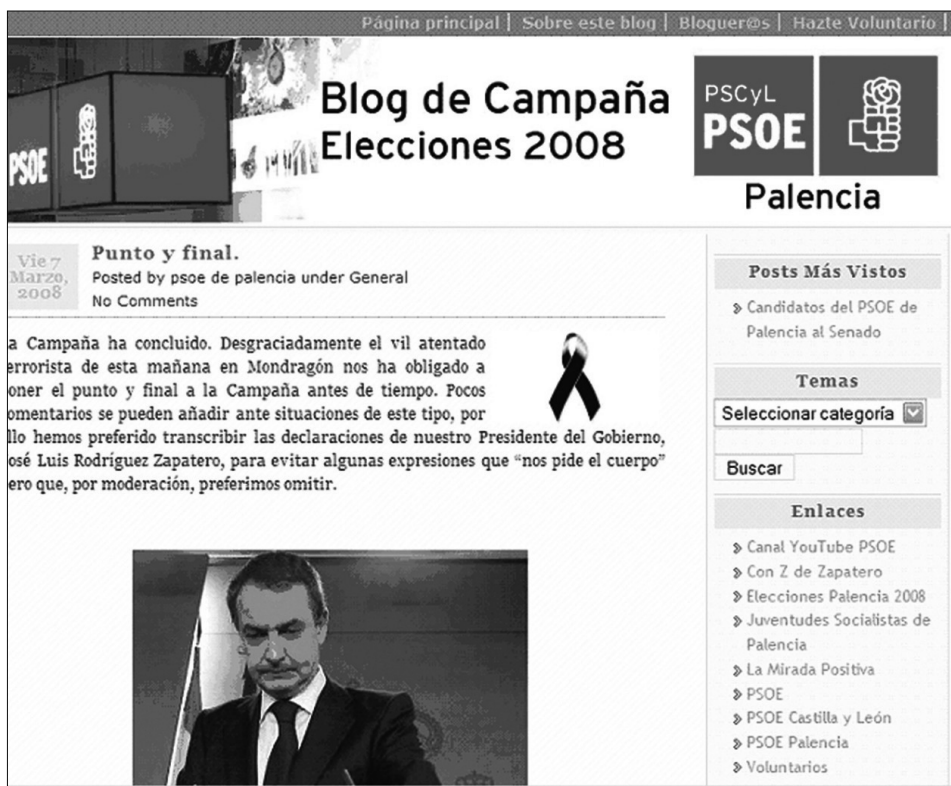 Página principal | Sobre este blog | Bloguer@s | Hazte Voluntario |
PSOE
Blog de Campaña
Elecciones 2008
PSCyL
PSOE
Palencia
Vie 7
Marzo,
2008
Punto y final.
Posted by psoe de palencia under General
No Comments
a Campaña ha concluido. Desgraciadamente el vil atentado
errorista de esta mañana en Mondragón nos ha obligado a
oner el punto y final a la Campaña antes de tiempo. Pocos
omentarios se pueden añadir ante situaciones de este tipo, por
llo hemos preferido transcribir las declaraciones de nuestro Presidente del Gobierno,
osé Luis Rodríguez Zapatero, para evitar algunas expresiones que “nos pide el cuerpo”
ero que, por moderación, preferimos omitir.
Posts Más Vistos
Candidatos del PSOE de
Palencia al Senado
Temas
Seleccionar categoría
Buscar
Enlaces
Canal YouTube PSOE
Con Z de Zapatero
Elecciones Palencia 2008
Juventudes Socialistas de
Palencia
La Mirada Positiva
PSOE
PSOE Castilla y León
PSOE Palencia
Voluntarios